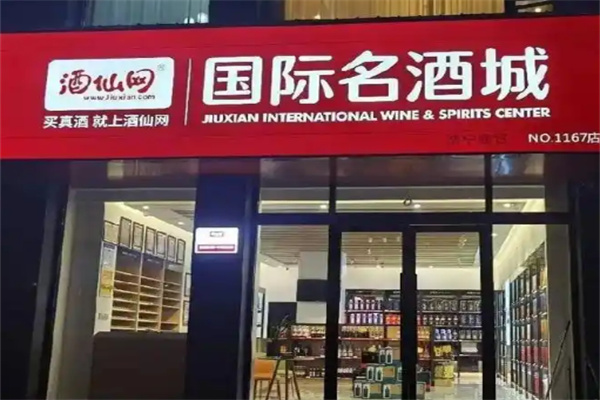 酒仙网®
www.Jiuxian.com
买真酒 就上酒仙网
国际名酒城
JIUXIAN INTERNATIONAL WINE & SPIRITS CENTER
NO.1167店